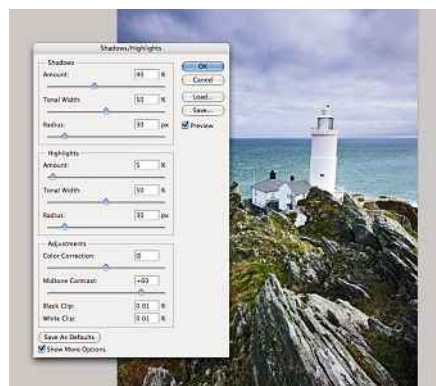 Shadows/Highlights
Shadows
Amount: 40 %
Tonal Width: 50 %
Radius: 30 px
Highlights
Amount: 5 %
Tonal Width: 50 %
Radius: 30 px
Adjustments
Color Correction: 0
Midtone Contrast: +60
Black Clip: 0.01 %
White Clip: 0.01 %
Save As Defaults
Show More Options
OK
Cancel
Load...
Save...
Preview